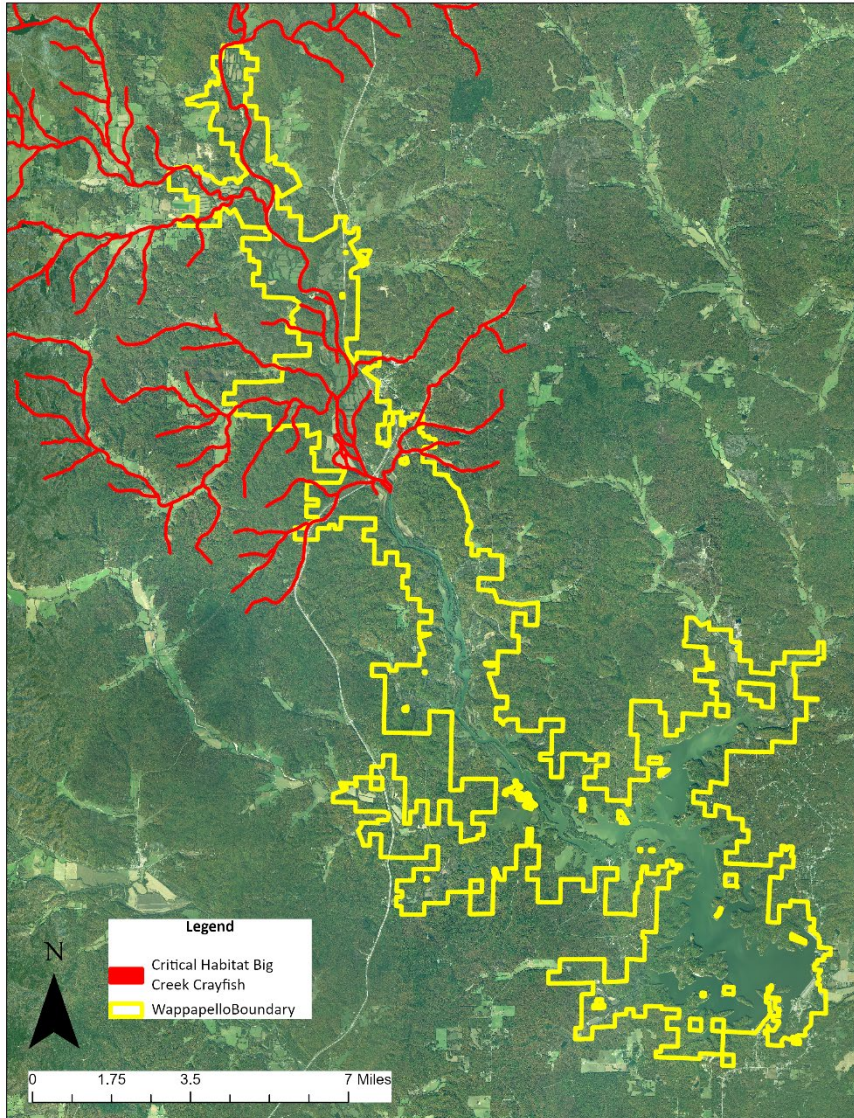 Legend
N
Critical Habitat Big
Creek Crayfish
WappapelloBoundary
0 1.75 3.5 7 Miles